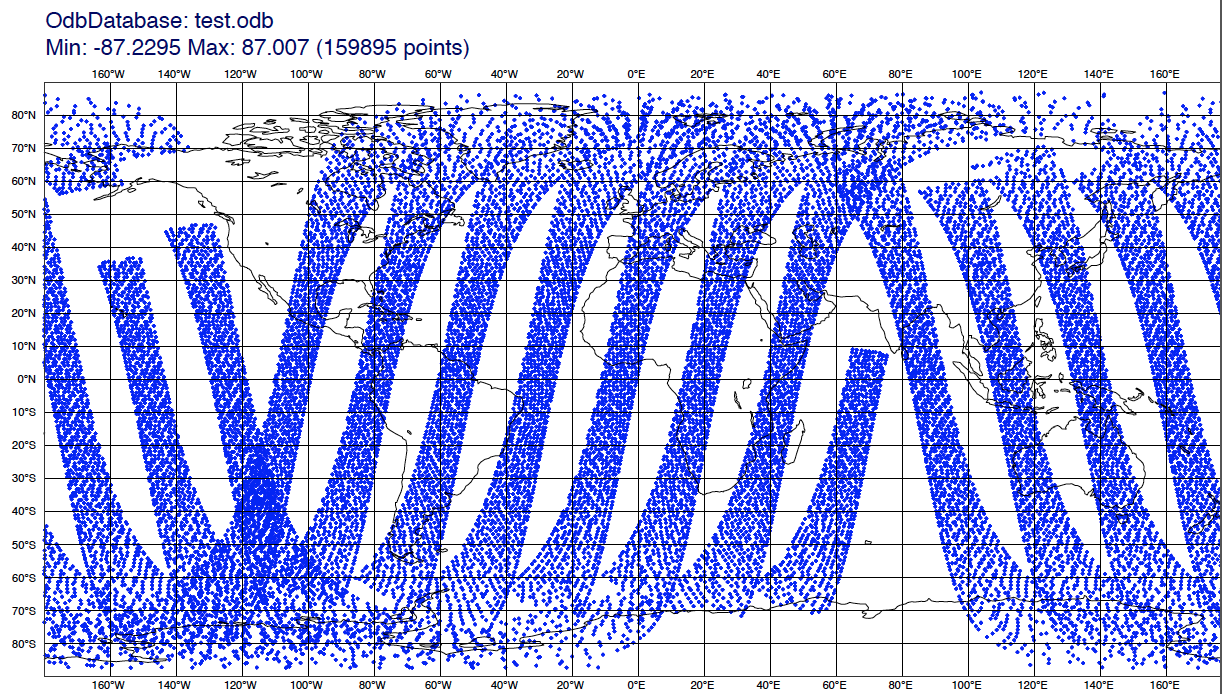 OdbDatabase: test.odb
Min: -87.2295 Max: 87.007 (159895 points)
160°W 140°W 120°W 100°W 80°W 60°W 40°W 20°W 0°E 20°E 40°E 60°E 80°E 100°E 120°E 140°E 160°E
80°N
70°N
60°N
50°N
40°N
30°N
20°N
10°N
0°N
10°S
20°S
30°S
40°S
50°S
60°S
70°S
80°S
160°W 140°W 120°W 100°W 80°W 60°W 40°W 20°W 0°E 20°E 40°E 60°E 80°E 100°E 120°E 140°E 160°E